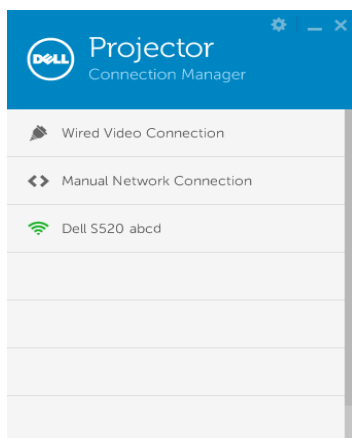 DELL
Projector
Connection Manager
Wired Video Connection
Manual Network Connection
Dell S520 abcd